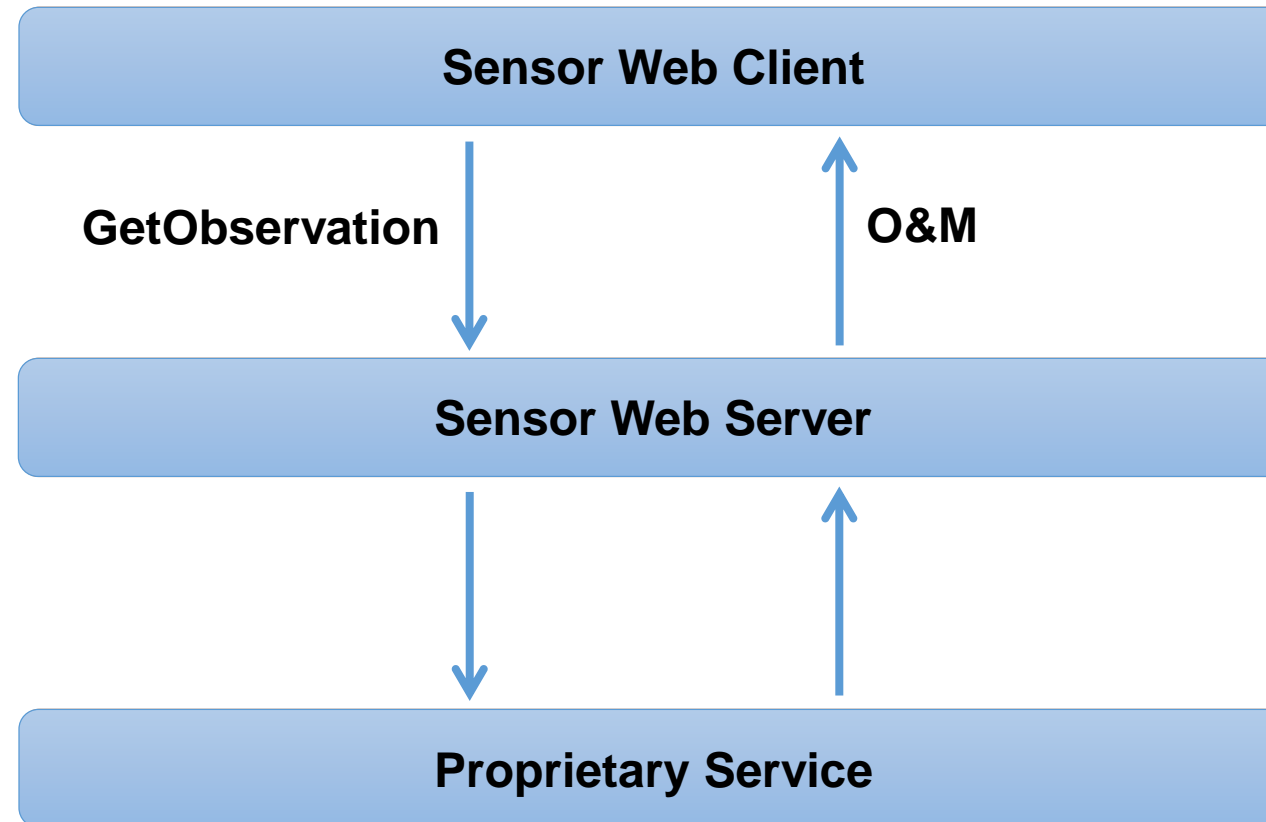 Sensor Web Client
GetObservation
O&M
Sensor Web Server
Proprietary Service